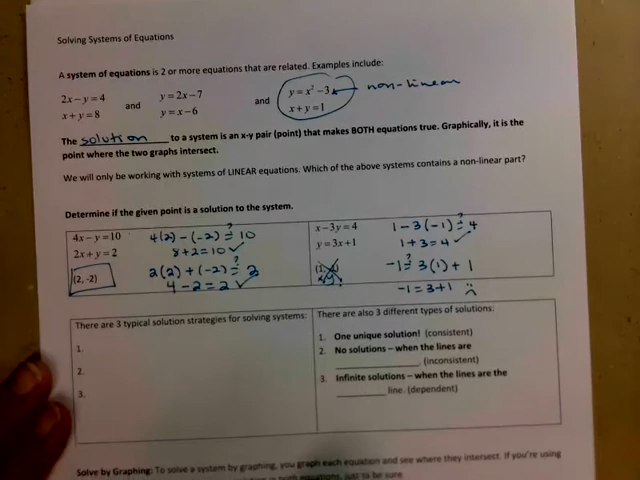 Solving Systems of Equations
A system of equations is 2 or more equations that are related. Examples include:
2x − y = 4 and y = 2x − 7 and y = x² − 3 non-linear
x + y = 8 y = x − 6 x + y = 1
The solution to a system is an x-y pair (point) that makes BOTH equations true. Graphically, it is the
point where the two graphs intersect.
We will only be working with systems of LINEAR equations. Which of the above systems contains a non-linear part?
Determine if the given point is a solution to the system.
4x − y = 10 4(2) − (−2) ≟ 10
2x + y = 2 8 + 2 = 10 ✓
(2, -2) 2(2) + (−2) ≟ 2
4 − 2 = 2 ✓
x − 3y = 4 1 − 3(−1) ≟ 4
y = 3x + 1 1 + 3 = 4 ✓
−1 ≟ 3(1) + 1
−1 = 3 + 1
There are 3 typical solution strategies for solving systems:
1.
2.
3.
There are also 3 different types of solutions:
1. One unique solution! (consistent)
2. No solutions – when the lines are
____________. (inconsistent)
3. Infinite solutions – when the lines are the
________ line. (dependent)
Solve by Graphing: To solve a system by graphing, you graph each equation and see where they intersect. If you're using
both equations, just to be sure